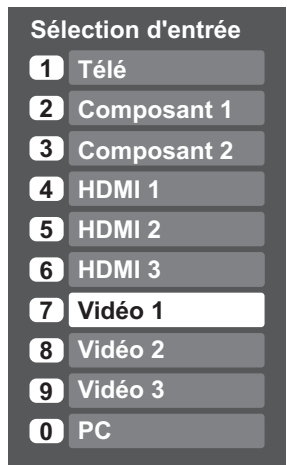 Sélection d'entrée
1 Télé
2 Composant 1
3 Composant 2
4 HDMI 1
5 HDMI 2
6 HDMI 3
7 Vidéo 1
8 Vidéo 2
9 Vidéo 3
0 PC